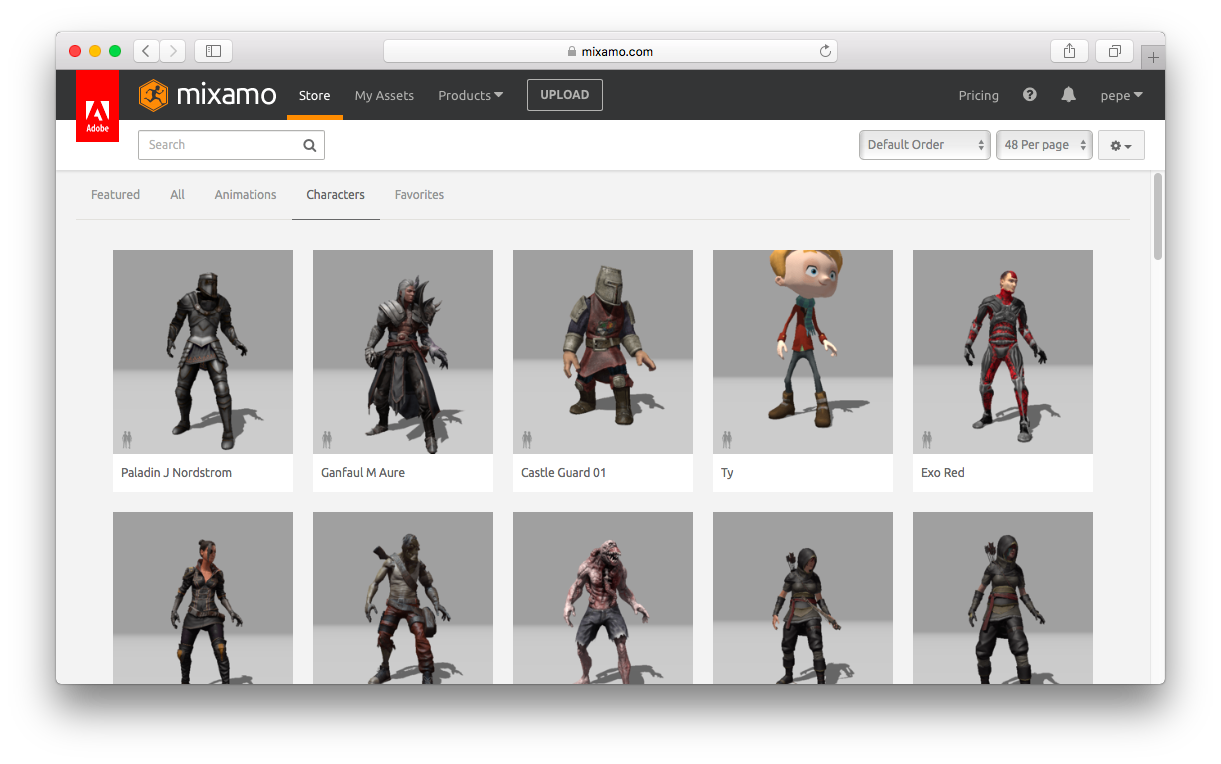 mixamo.com
Adobe
mixamo
Store
My Assets
Products
UPLOAD
Pricing
pepe
Search
Default Order
48 Per page
Featured
All
Animations
Characters
Favorites
Paladin J Nordstrom
Ganfaul M Aure
Castle Guard 01
Ty
Exo Red